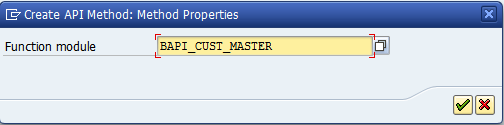 Create API Method: Method Properties
Function module
BAPI_CUST_MASTER